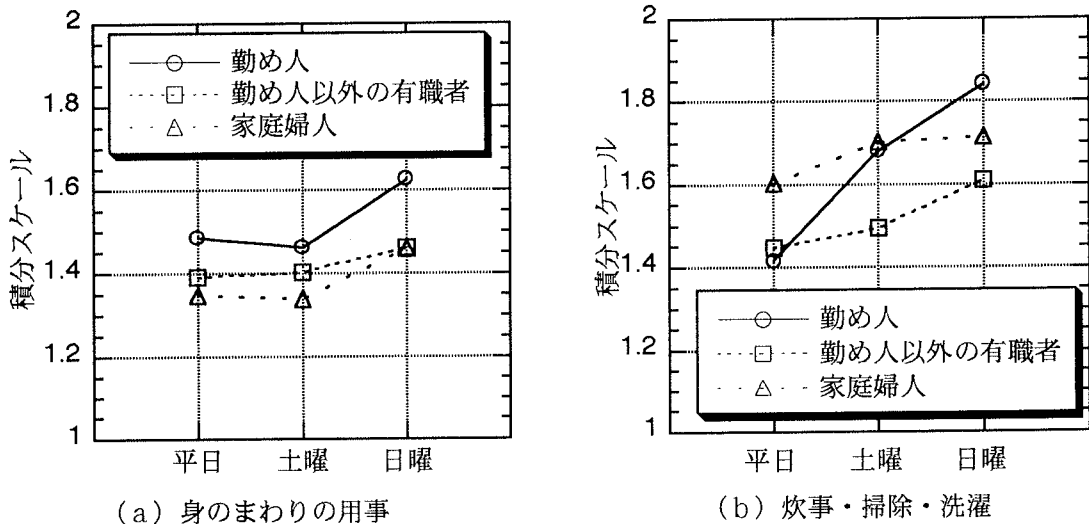 2
1.8
1.6
1.4
1.2
1
積分スケール
勤め人
勤め人以外の有職者
家庭婦人
平日 土曜 日曜
(a) 身のまわりの用事
2
1.8
1.6
1.4
1.2
1
積分スケール
勤め人
勤め人以外の有職者
家庭婦人
平日 土曜 日曜
(b) 炊事・掃除・洗濯